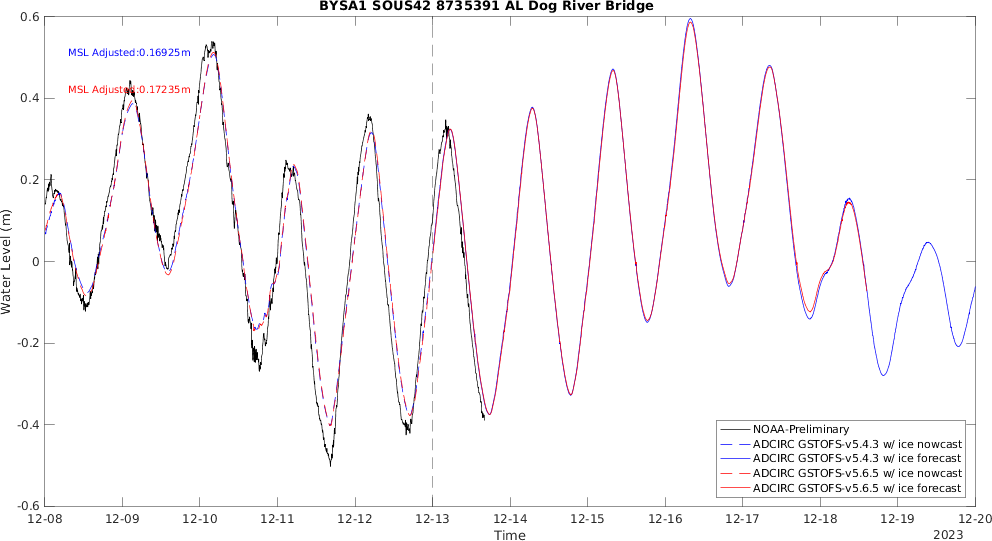 BYSA1 SOUS42 8735391 AL Dog River Bridge
MSL Adjusted:0.16925m
MSL Adjusted:0.17235m
Water Level (m)
0.6
0.4
0.2
0
-0.2
-0.4
-0.6
12-08 12-09 12-10 12-11 12-12 12-13 12-14 12-15 12-16 12-17 12-18 12-19 12-20
Time
2023
NOAA-Preliminary
ADCIRC GSTOFS-v5.4.3 w/ ice nowcast
ADCIRC GSTOFS-v5.4.3 w/ ice forecast
ADCIRC GSTOFS-v5.6.5 w/ ice nowcast
ADCIRC GSTOFS-v5.6.5 w/ ice forecast